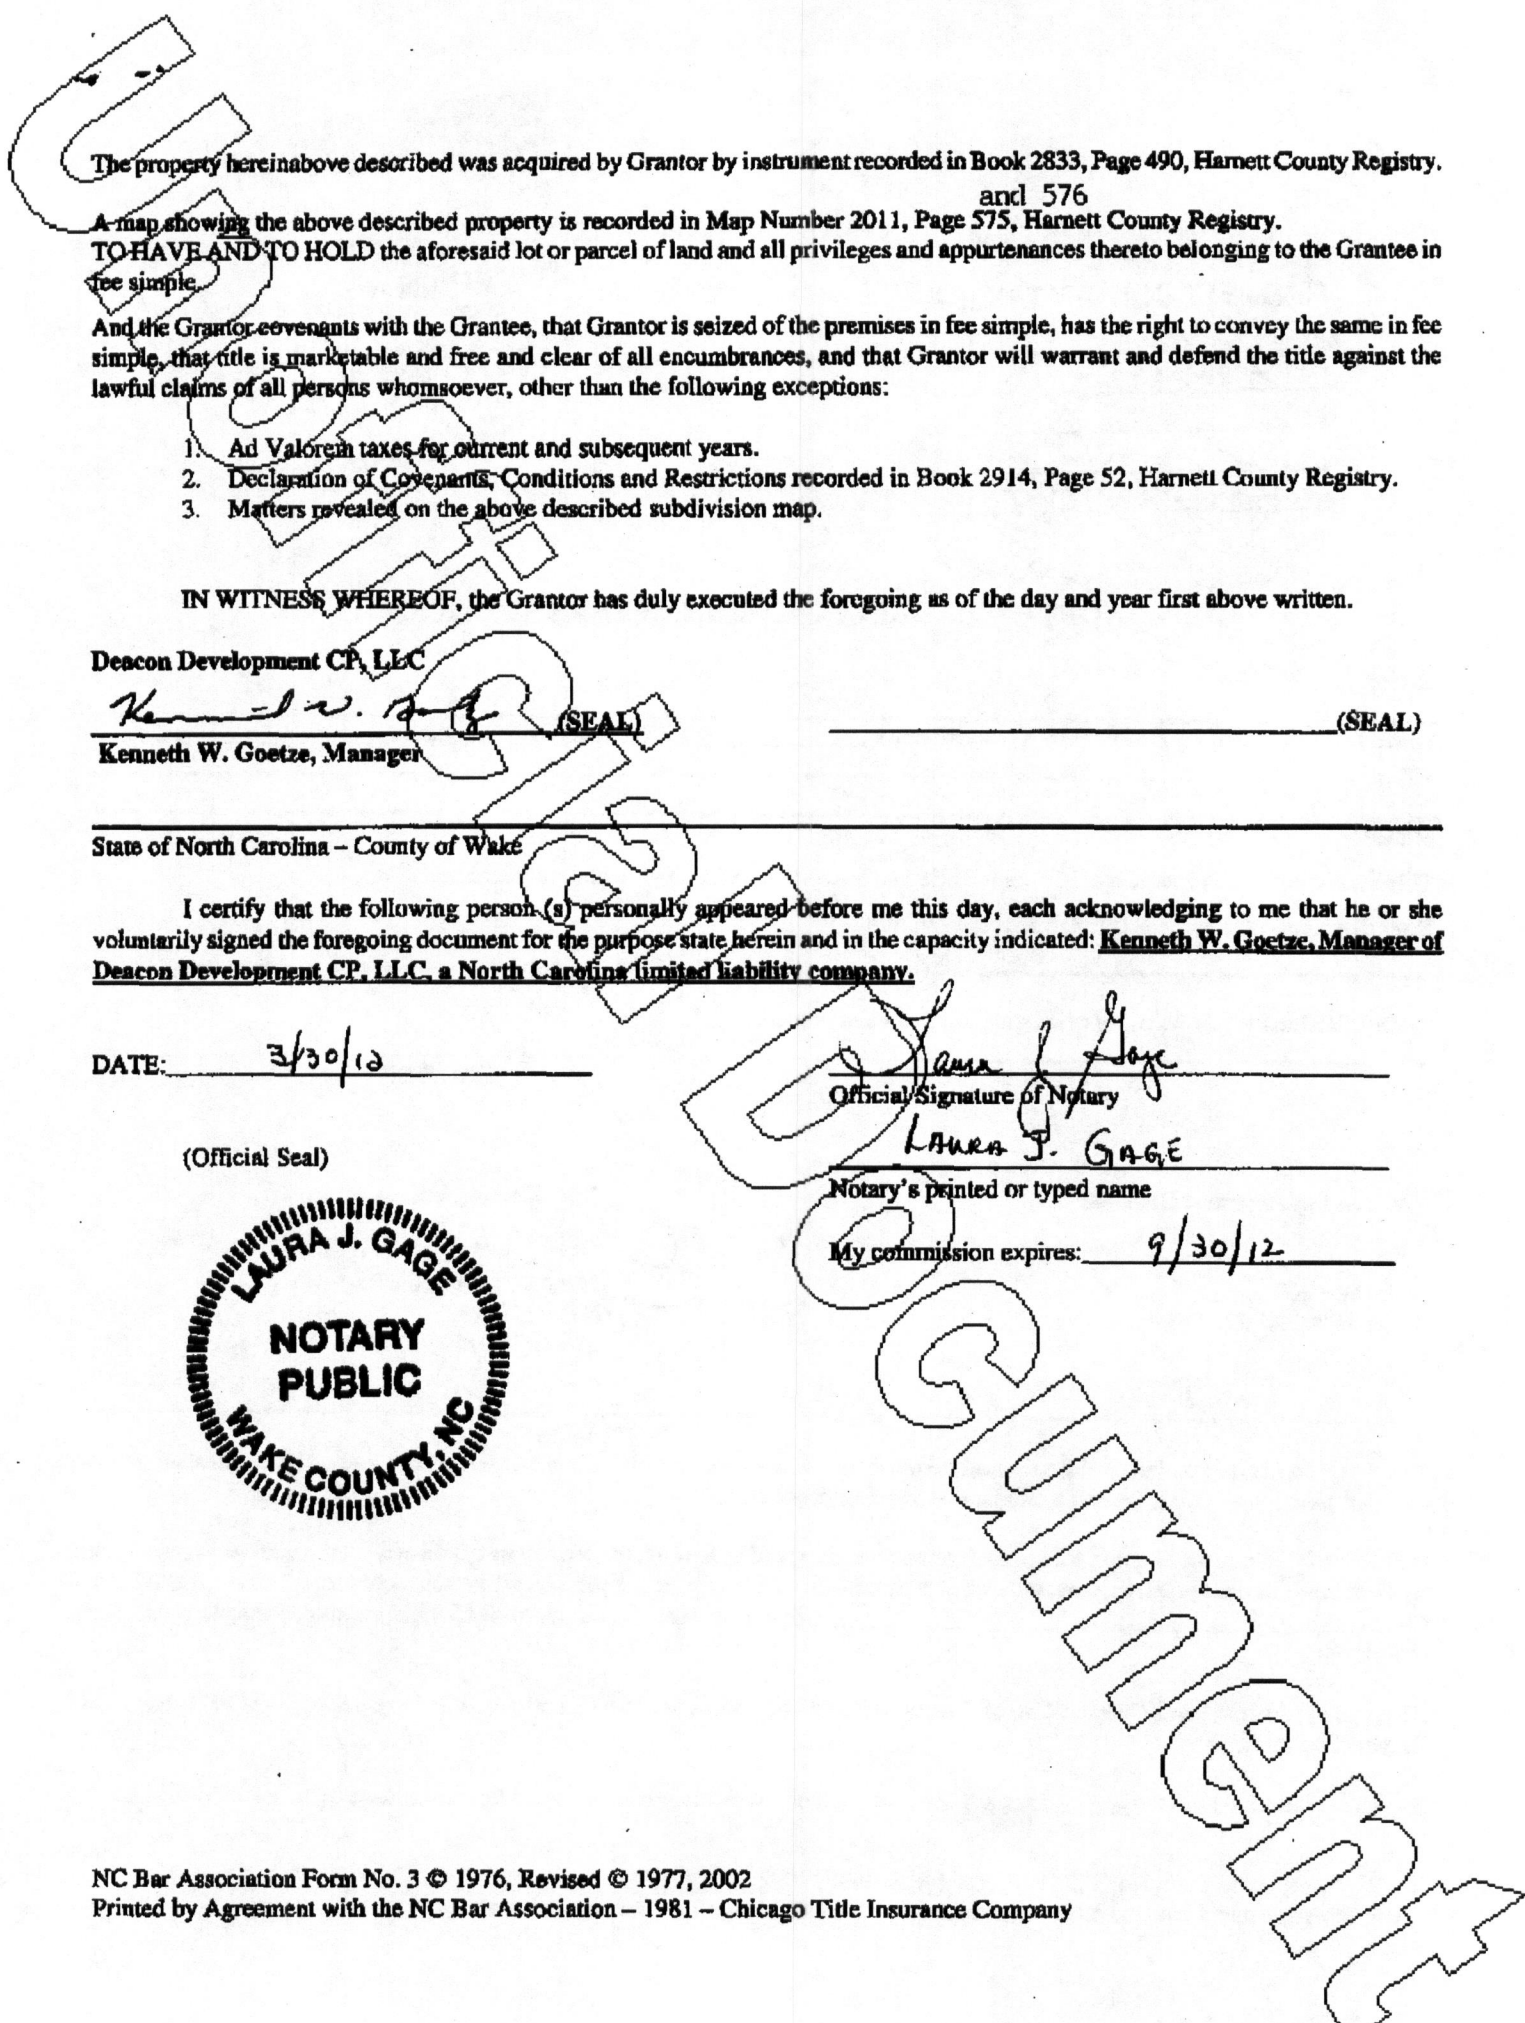 The property hereinabove described was acquired by Grantor by instrument recorded in Book 2833, Page 490, Harnett County Registry.
and 576
A map showing the above described property is recorded in Map Number 2011, Page 575, Harnett County Registry.
TO HAVE AND TO HOLD the aforesaid lot or parcel of land and all privileges and appurtenances thereto belonging to the Grantee in
fee simple.
And the Grantor covenants with the Grantee, that Grantor is seized of the premises in fee simple, has the right to convey the same in fee
simple, that title is marketable and free and clear of all encumbrances, and that Grantor will warrant and defend the title against the
lawful claims of all persons whomsoever, other than the following exceptions:
1. Ad Valorem taxes for current and subsequent years.
2. Declaration of Covenants, Conditions and Restrictions recorded in Book 2914, Page 52, Harnett County Registry.
3. Matters revealed on the above described subdivision map.
IN WITNESS WHEREOF, the Grantor has duly executed the foregoing as of the day and year first above written.
Deacon Development CP, LLC
(SEAL) (SEAL)
Kenneth W. Goetze, Manager
State of North Carolina – County of Wake
I certify that the following person (s) personally appeared before me this day, each acknowledging to me that he or she
voluntarily signed the foregoing document for the purpose state herein and in the capacity indicated: Kenneth W. Goetze, Manager of
Deacon Development CP, LLC, a North Carolina limited liability company.
DATE: 3/30/12 Laura J Gage
Official Signature of Notary
LAURA J. GAGE
(Official Seal)
Notary's printed or typed name
My commission expires: 9/30/12
LAURA J. GAGE
NOTARY
PUBLIC
WAKE COUNTY, NC
NC Bar Association Form No. 3 © 1976, Revised © 1977, 2002
Printed by Agreement with the NC Bar Association – 1981 – Chicago Title Insurance Company
Unofficial Document